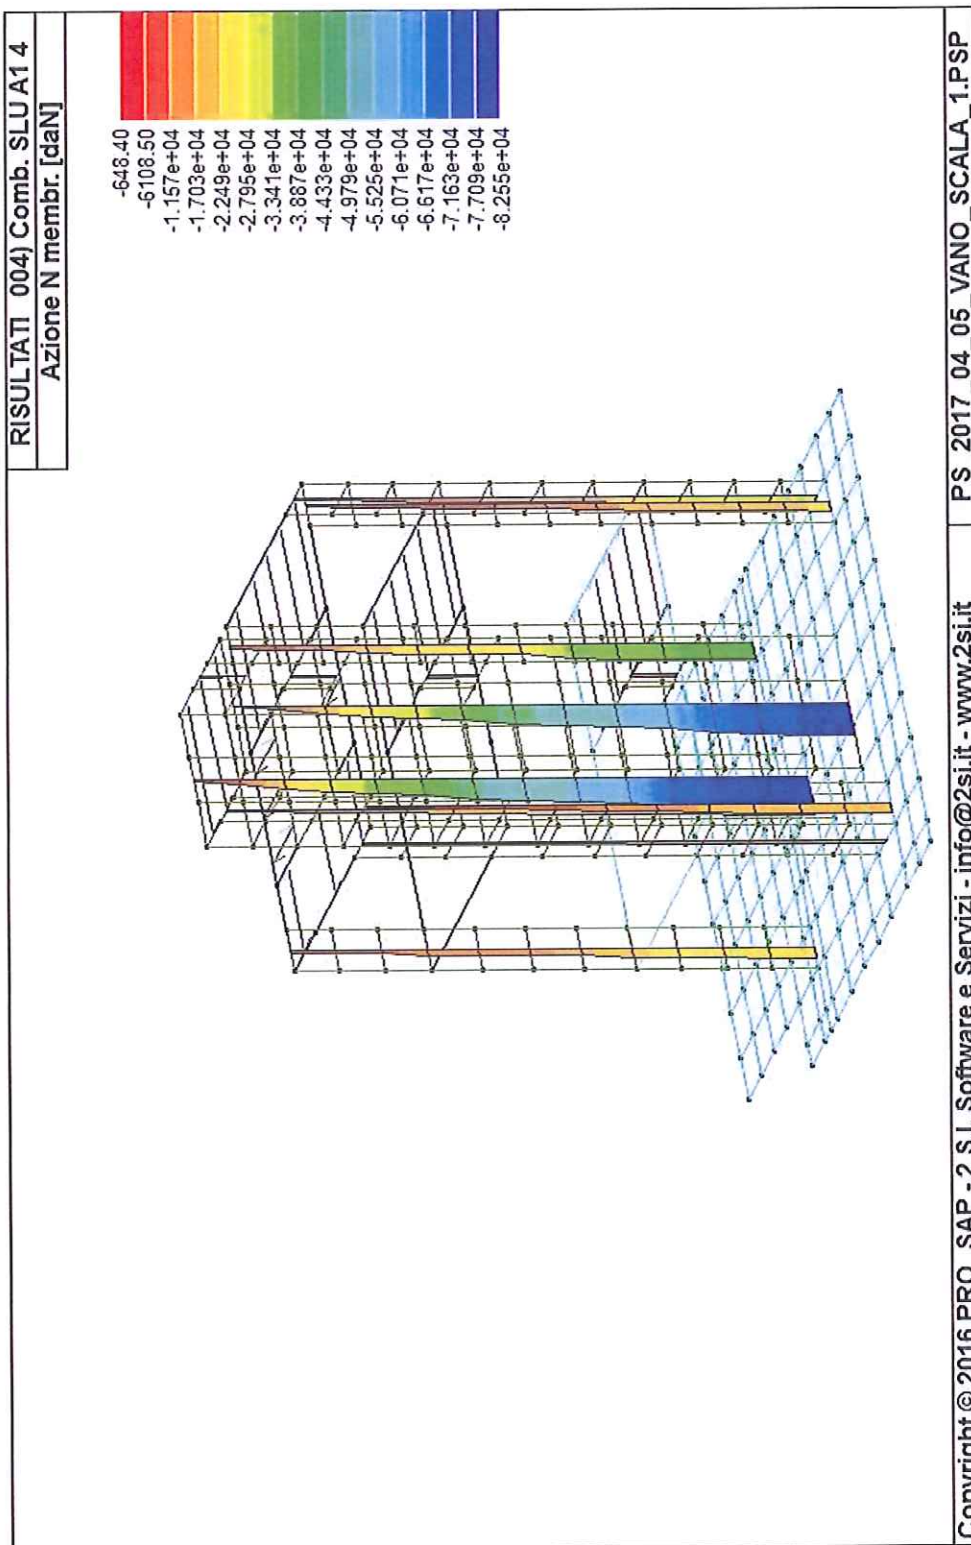 RISULTATI 004) Comb. SLU A1 4
Azione N membr. [daN]
-648.40
-6108.50
-1.157e+04
-1.703e+04
-2.249e+04
-2.795e+04
-3.341e+04
-3.887e+04
-4.433e+04
-4.979e+04
-5.525e+04
-6.071e+04
-6.617e+04
-7.163e+04
-7.709e+04
-8.255e+04
Copyright © 2016 PRO_SAP - 2 S.I. Software e Servizi - info@2si.it - www.2si.it
PS_2017_04_05_VANO_SCALA_1.PSP